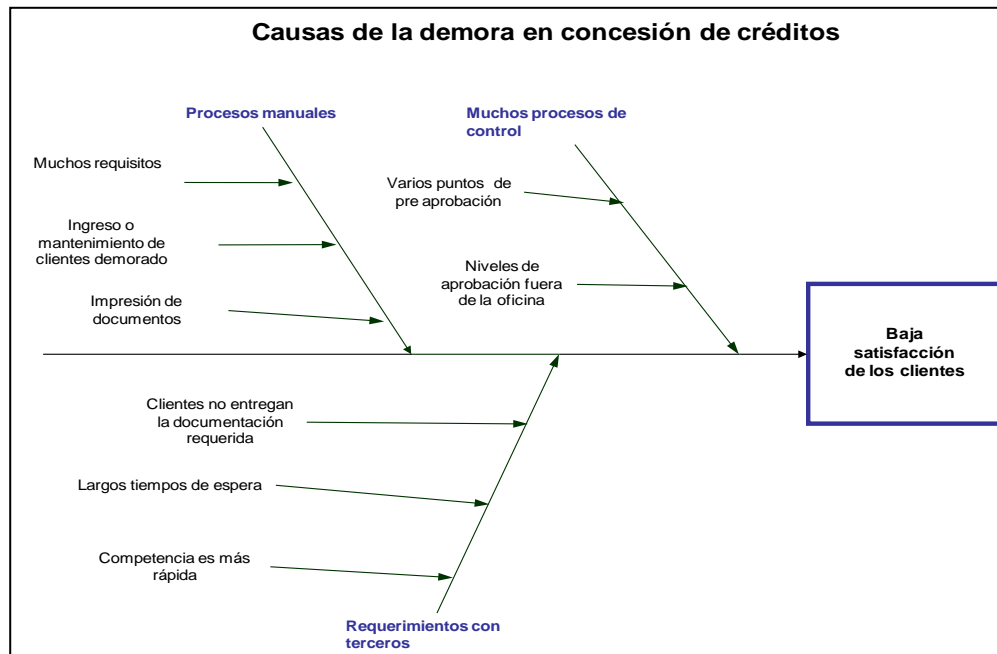 Causas de la demora en concesión de créditos
Procesos manuales
Muchos requisitos
Ingreso o
mantenimiento de
clientes demorado
Impresión de
documentos
Muchos procesos de
control
Varios puntos de
pre aprobación
Niveles de
aprobación fuera
de la oficina
Baja
satisfacción
de los clientes
Clientes no entregan
la documentación
requerida
Largos tiempos de espera
Competencia es más
rápida
Requerimientos con
terceros